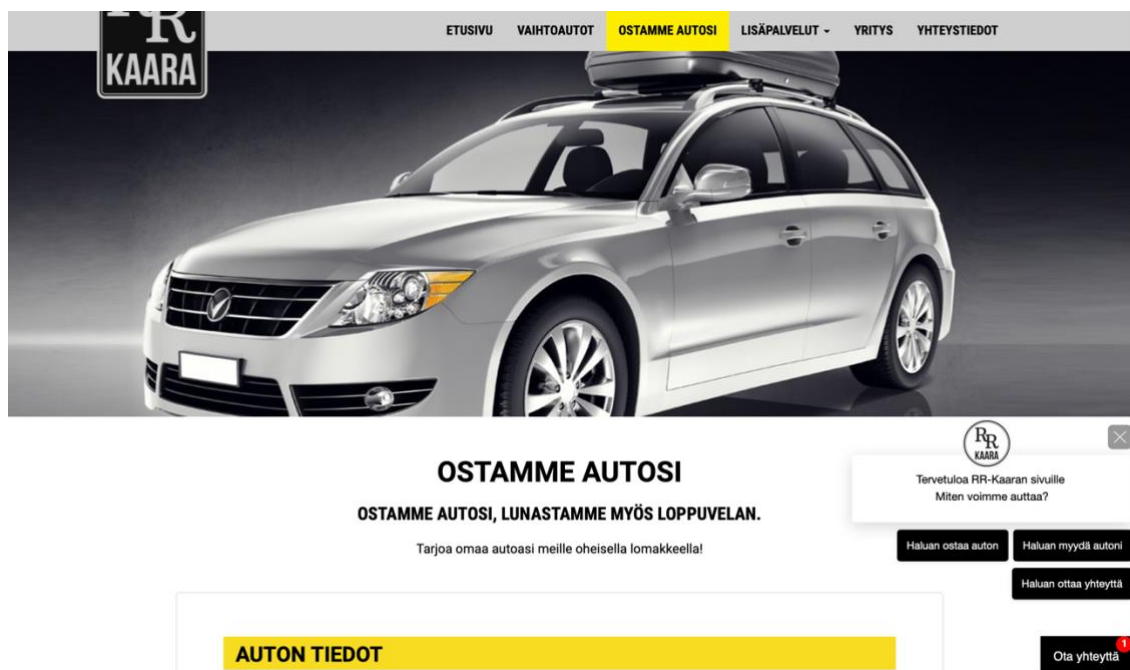 RR
KAARA
ETUSIVU VAIHTOAUTOT OSTAMME AUTOSI LISÄPALVELUT YRITYS YHTEYSTIEDOT
OSTAMME AUTOSI
OSTAMME AUTOSI, LUNASTAMME MYÖS LOPPUVELAN.
Tarjoa omaa autoasi meille oheisella lomakkeella!
AUTON TIEDOT
RR
KAARA
Tervetuloa RR-Kaaran sivuille
Miten voimme auttaa?
Haluan ostaa auton Haluan myydä autoni
Haluan ottaa yhteyttä
Ota yhteyttä 1